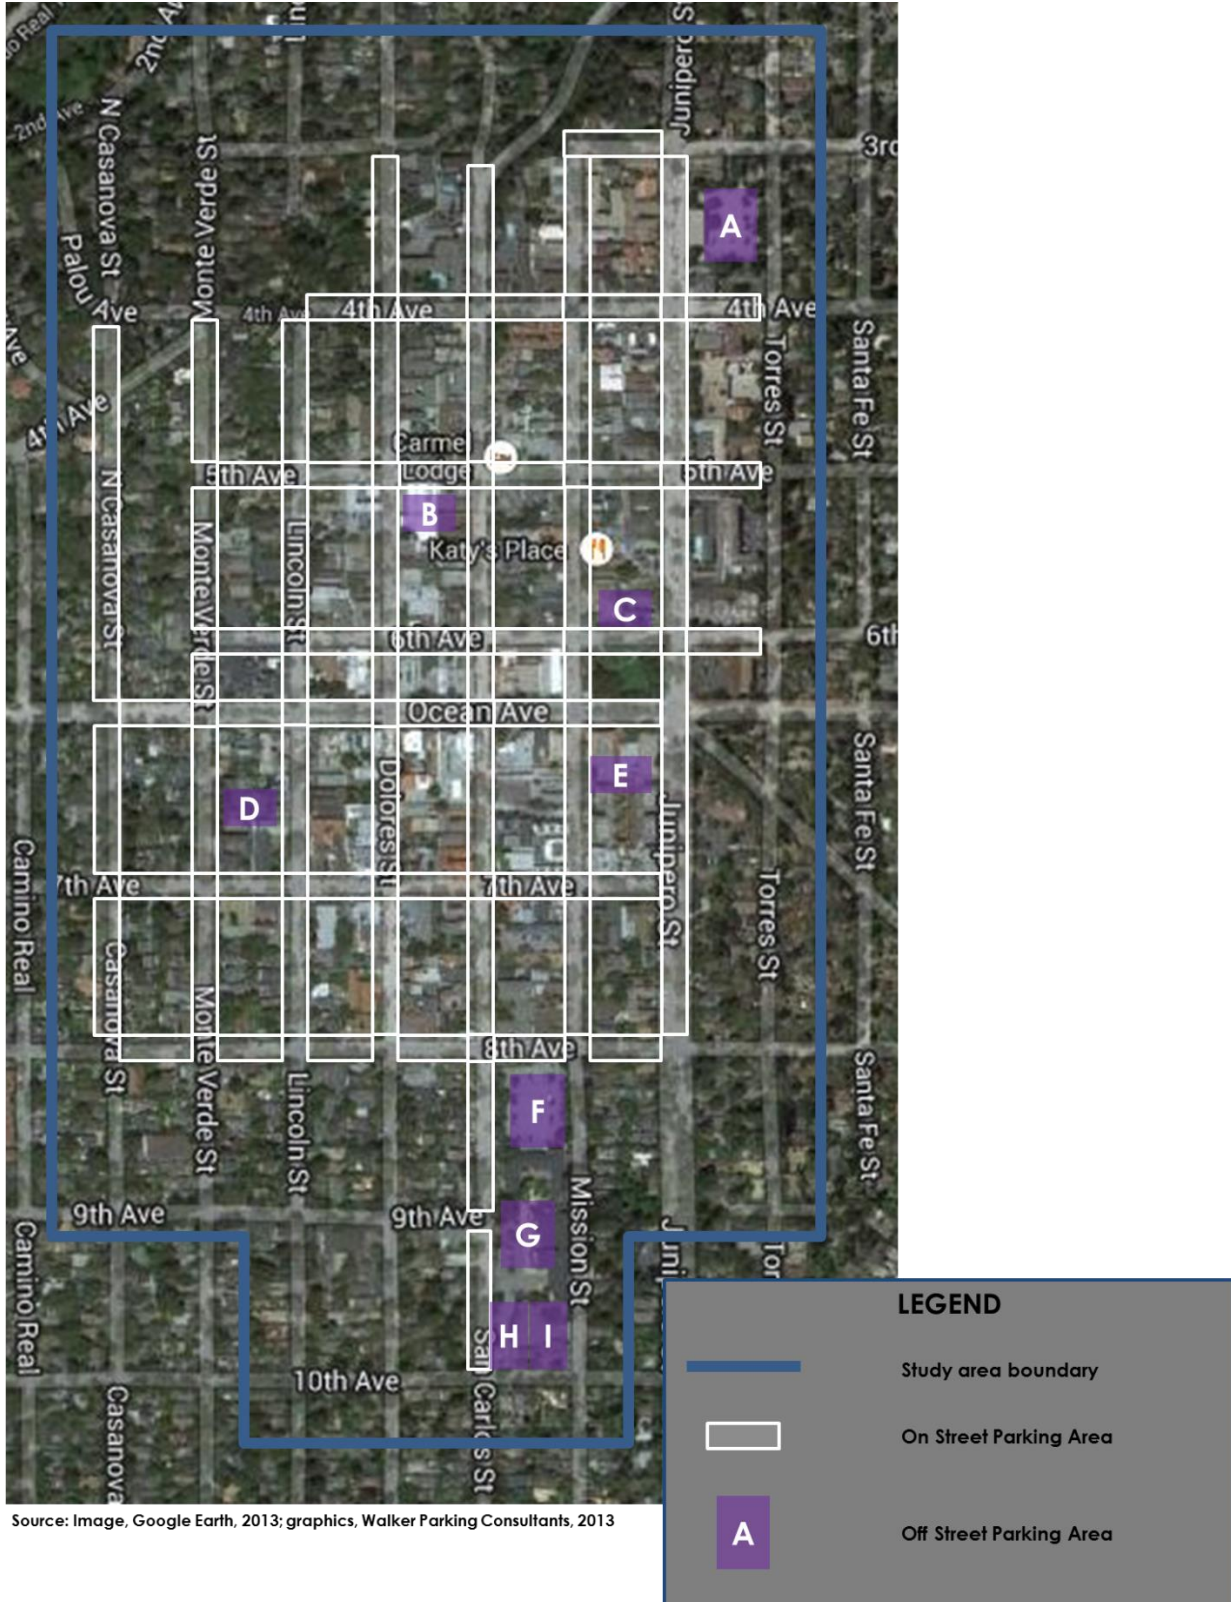 2nd Av
Junipero St
2nd Ave
N Casanova St
Monte Verde St
3rd
A
Palou Ave
4th Ave
4th Ave
4th Ave
4th Ave
Torres St
Santa Fe St
Carmel
Lodge
5th Ave
5th Ave
B
Katy's Place
N Casanova St
Monte Verde St
Lincoln St
C
6th Ave
6th
Ocean Ave
E
D
Dolores St
Junipero St
Santa Fe St
Camino Real
7th Ave
7th Ave
Torres St
Casanova St
Monte Verde St
8th Ave
Lincoln St
Santa Fe St
F
Mission St
9th Ave
9th Ave
G
Camino Real
H
I
San Carlos St
10th Ave
Casanova
LEGEND
Study area boundary
On Street Parking Area
A
Off Street Parking Area
Source: Image, Google Earth, 2013; graphics, Walker Parking Consultants, 2013